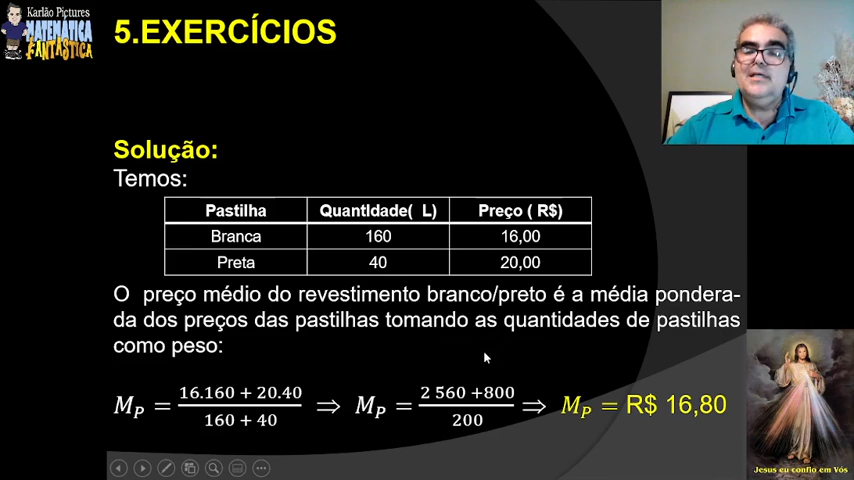 Karlão Pictures
MATEMÁTICA
FANTÁSTICA
5.EXERCÍCIOS
Solução:
Temos:
Pastilha QuantIdade( L) Preço ( R$)
Branca 160 16,00
Preta 40 20,00
O preço médio do revestimento branco/preto é a média pondera-
da dos preços das pastilhas tomando as quantidades de pastilhas
como peso:
M_P = (16.160 + 20.40)/(160 + 40) ⇒ M_P = (2 560 +800)/200 ⇒ M_P = R$ 16,80
Jesus eu confio em Vós